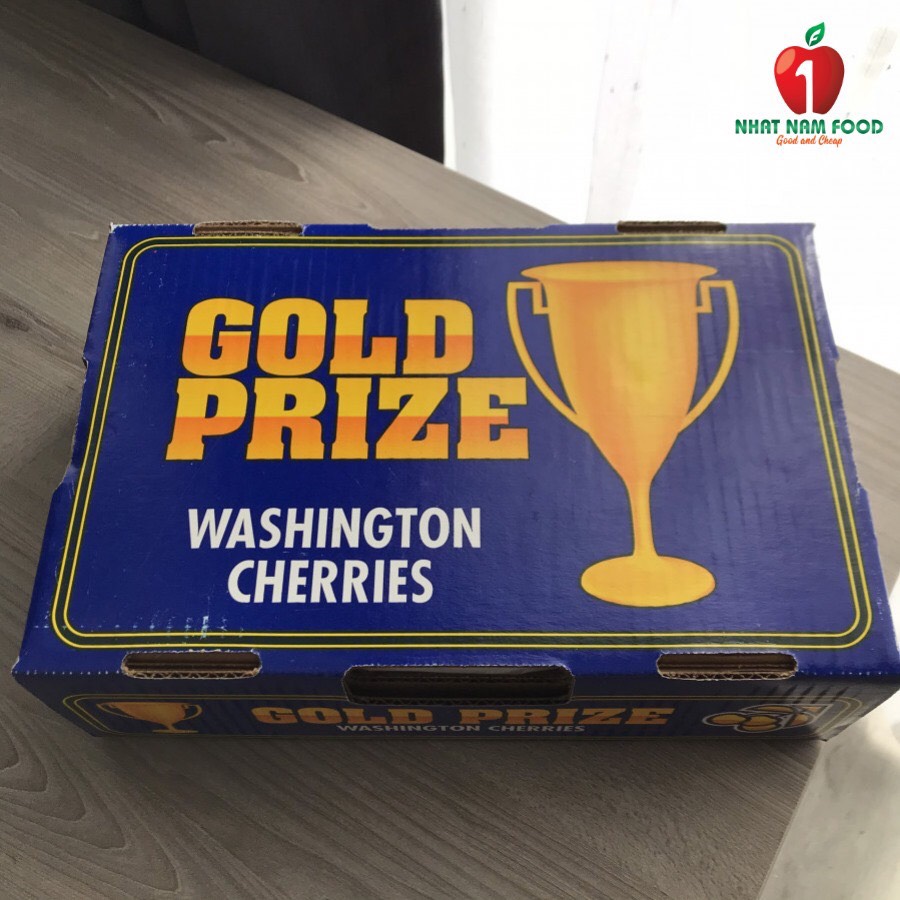 1
NHAT NAM FOOD
Good and Cheap
GOLD
PRIZE
WASHINGTON
CHERRIES
GOLD PRIZE
WASHINGTON CHERRIES